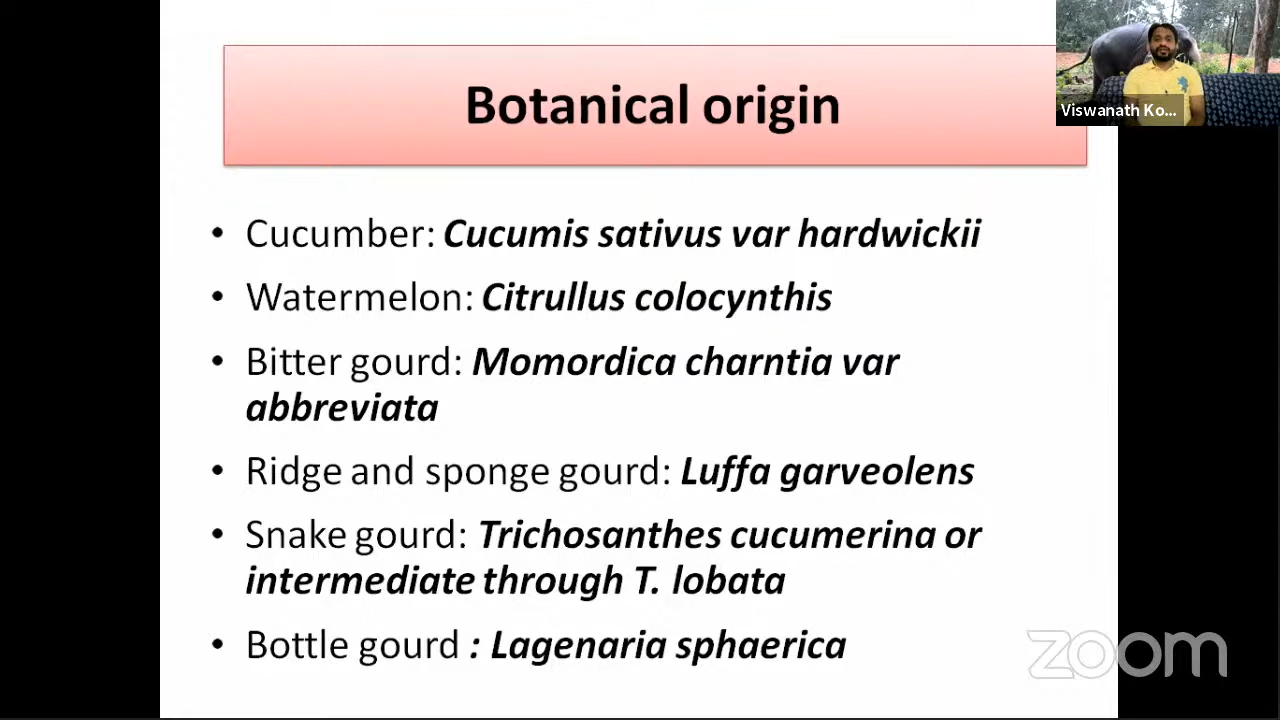 Botanical origin
Viswanath Ko...
• Cucumber: Cucumis sativus var hardwickii
• Watermelon: Citrullus colocynthis
• Bitter gourd: Momordica charntia var
abbreviata
• Ridge and sponge gourd: Luffa garveolens
• Snake gourd: Trichosanthes cucumerina or
intermediate through T. lobata
• Bottle gourd : Lagenaria sphaerica
zoom